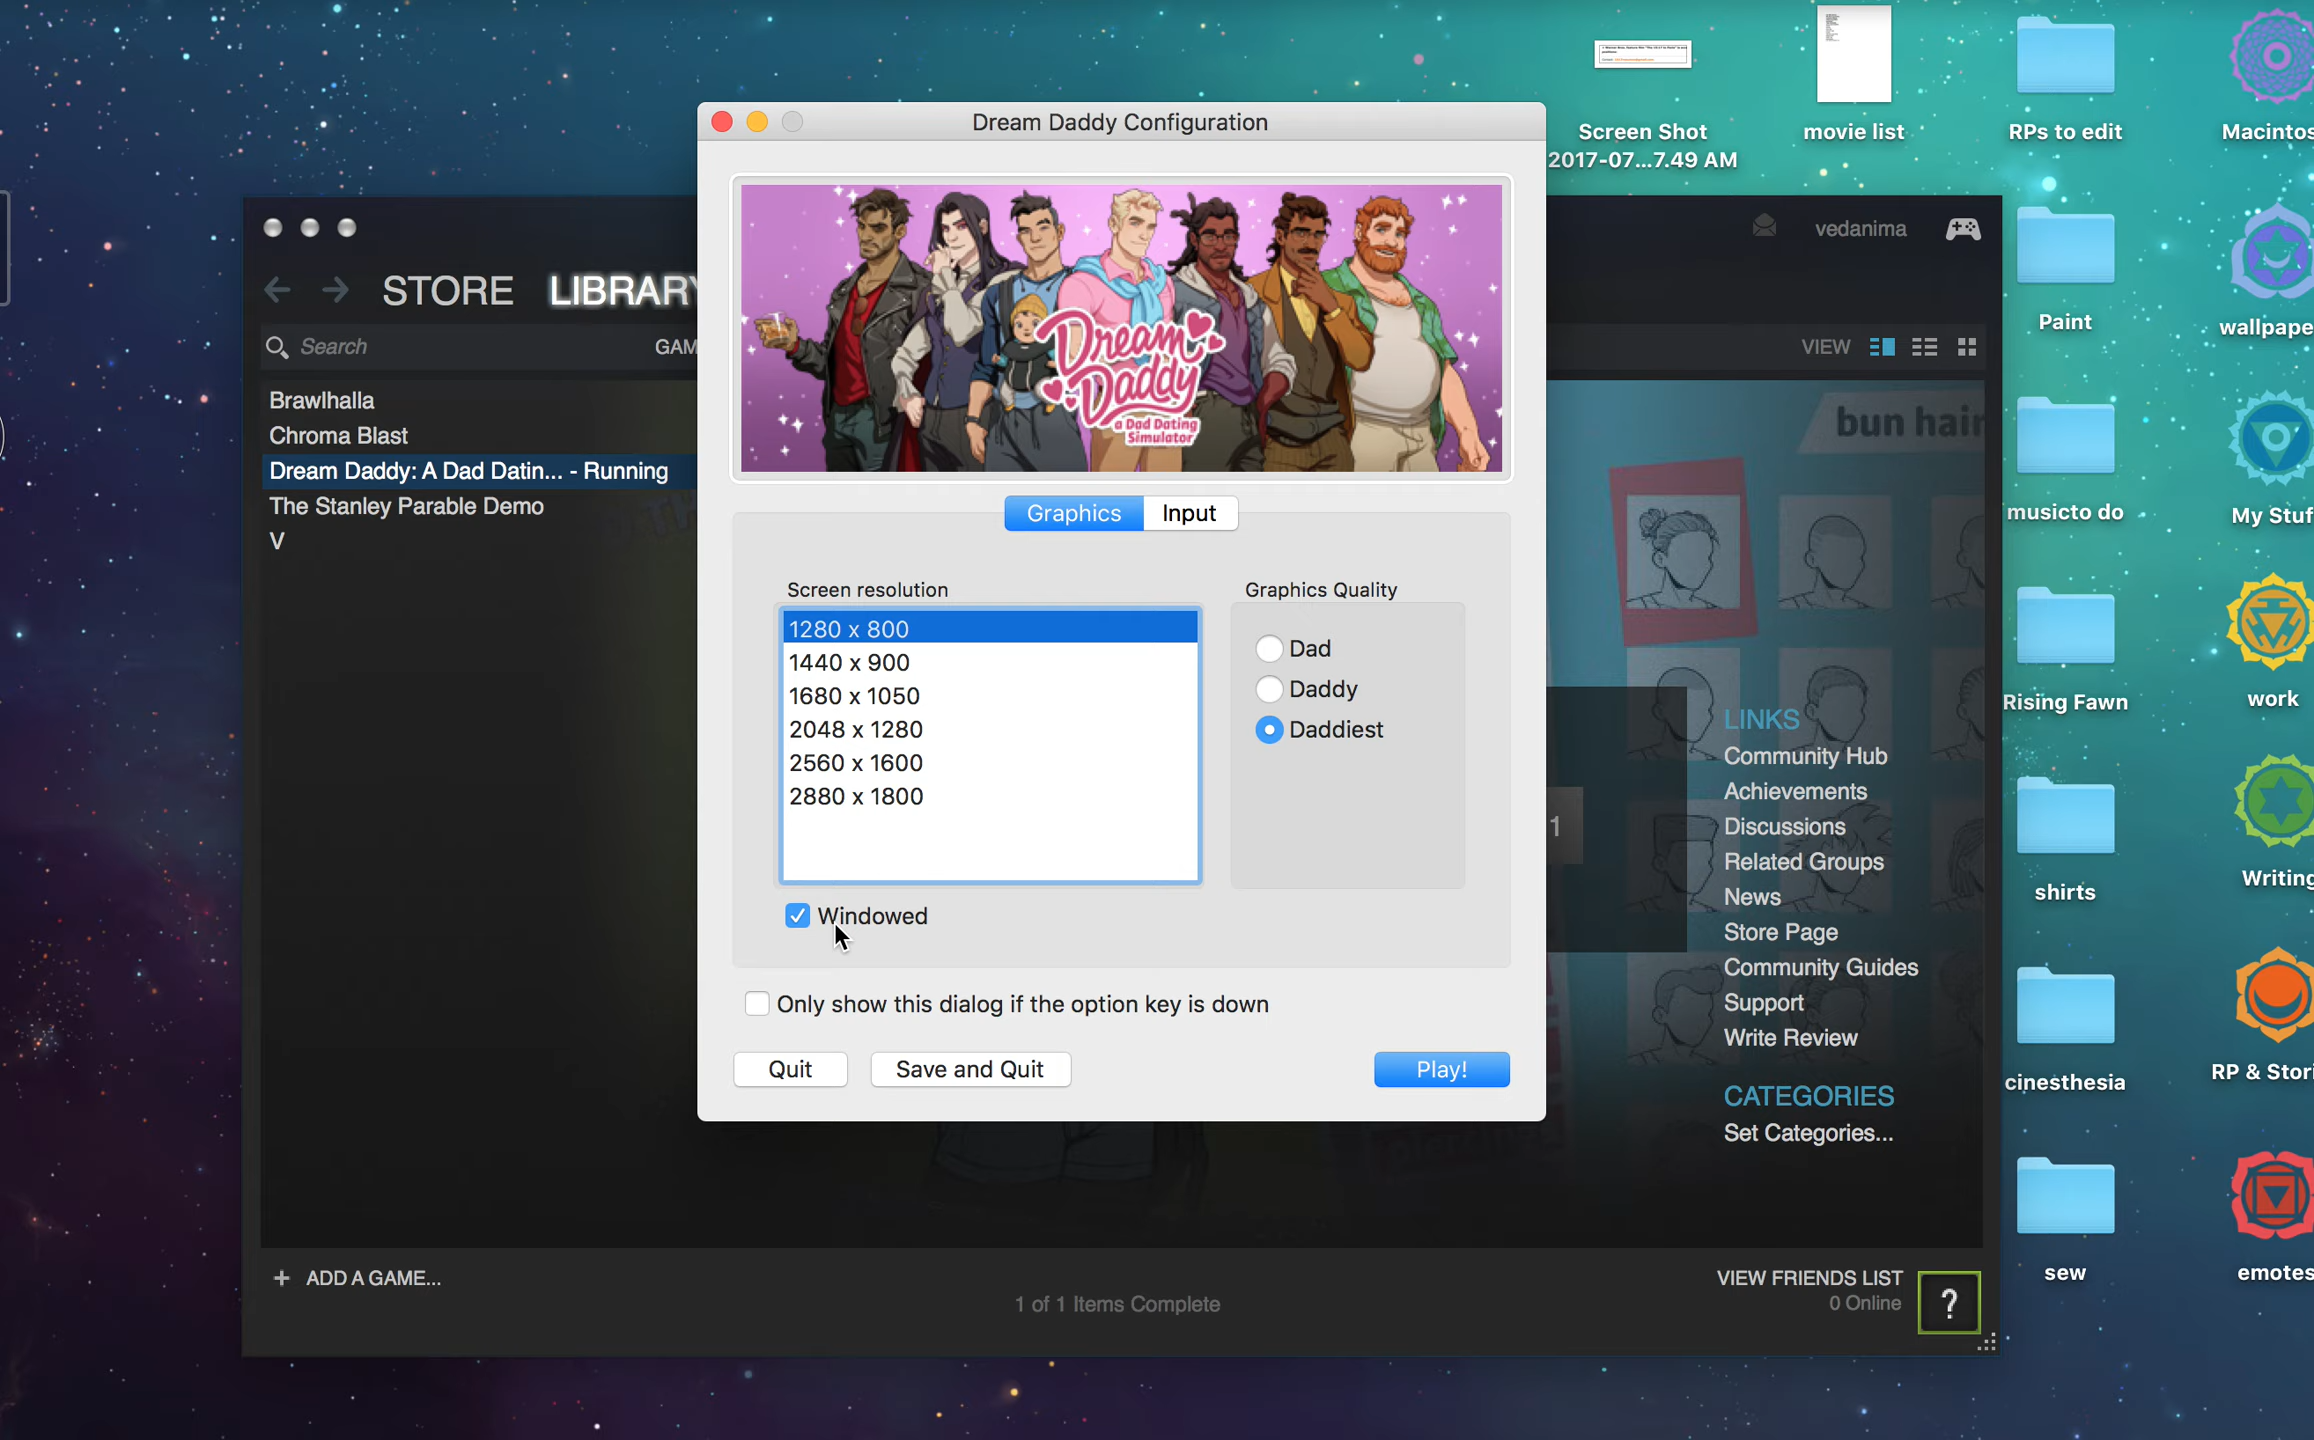 Screen Shot
2017-07...7.49 AM
movie list
RPs to edit
Macintos
Dream Daddy Configuration
Dream
Daddy
a Dad Dating
Simulator
vedanima
STORE LIBRARY
Search
GAM
VIEW
Brawlhalla
Chroma Blast
Dream Daddy: A Dad Datin... - Running
The Stanley Parable Demo
V
bun hair
Graphics
Input
Screen resolution
1280 x 800
1440 x 900
1680 x 1050
2048 x 1280
2560 x 1600
2880 x 1800
Graphics Quality
Dad
Daddy
Daddiest
Windowed
Only show this dialog if the option key is down
Quit
Save and Quit
Play!
1
LINKS
Community Hub
Achievements
Discussions
Related Groups
News
Store Page
Community Guides
Support
Write Review
CATEGORIES
Set Categories...
+ ADD A GAME...
1 of 1 Items Complete
VIEW FRIENDS LIST
0 Online
?
Paint
wallpape
musicto do
My Stuf
Rising Fawn
work
shirts
Writing
cinesthesia
RP & Stori
sew
emotes